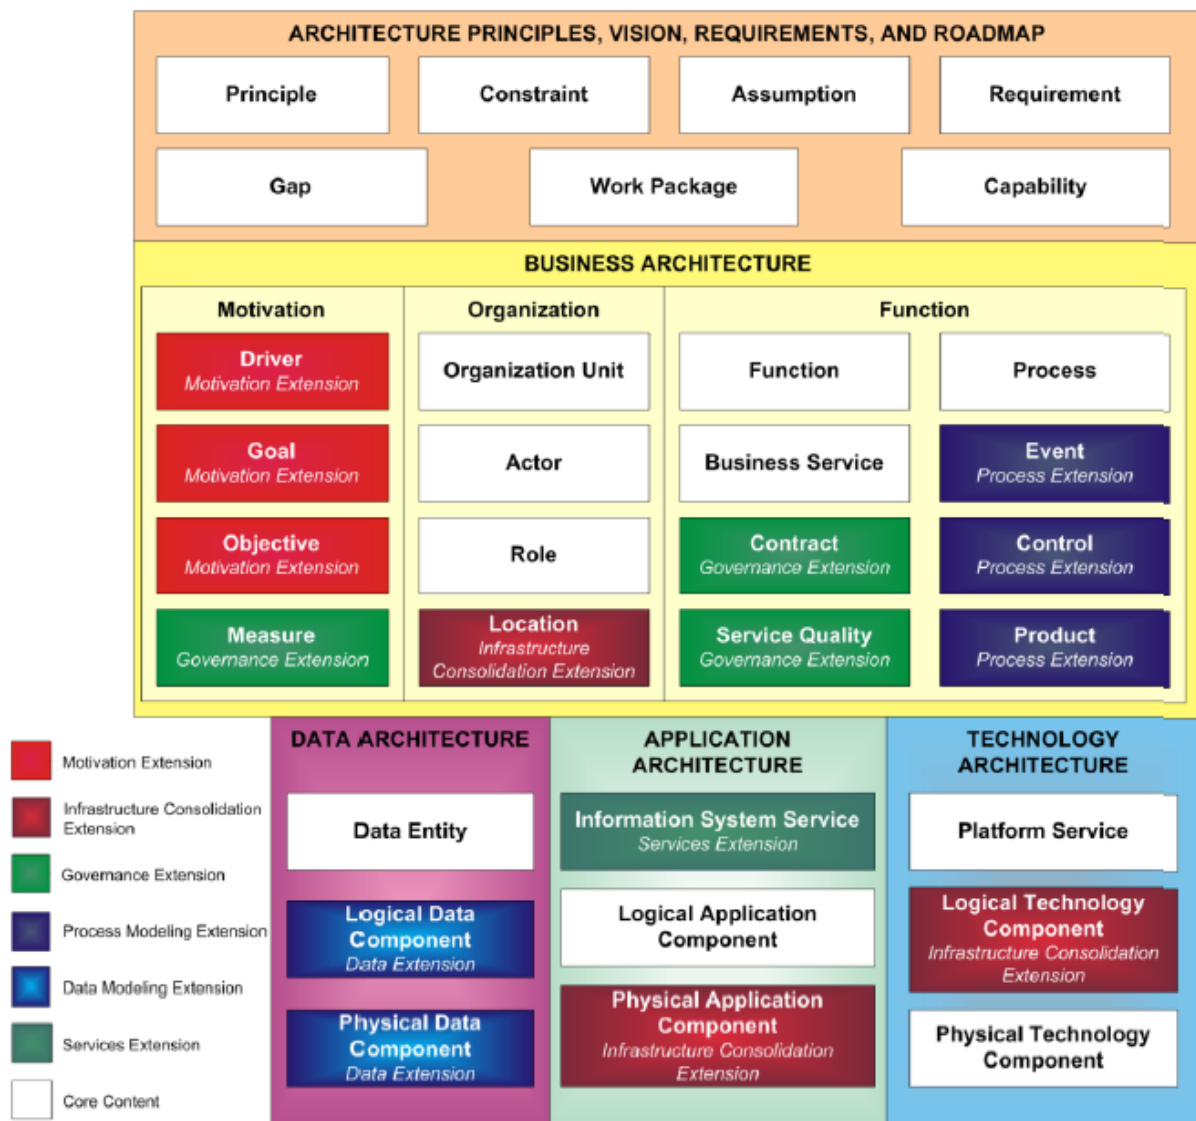 ARCHITECTURE PRINCIPLES, VISION, REQUIREMENTS, AND ROADMAP
Principle
Constraint
Assumption
Requirement
Gap
Work Package
Capability
BUSINESS ARCHITECTURE
Motivation
Driver
Motivation Extension
Goal
Motivation Extension
Objective
Motivation Extension
Measure
Governance Extension
Organization
Organization Unit
Actor
Role
Location
Infrastructure
Consolidation Extension
Function
Function
Business Service
Contract
Governance Extension
Service Quality
Governance Extension
Process
Event
Process Extension
Control
Process Extension
Product
Process Extension
DATA ARCHITECTURE
Data Entity
Logical Data
Component
Data Extension
Physical Data
Component
Data Extension
APPLICATION
ARCHITECTURE
Information System Service
Services Extension
Logical Application
Component
Physical Application
Component
Infrastructure Consolidation
Extension
TECHNOLOGY
ARCHITECTURE
Platform Service
Logical Technology
Component
Infrastructure Consolidation
Extension
Physical Technology
Component
Motivation Extension
Infrastructure Consolidation
Extension
Governance Extension
Process Modeling Extension
Data Modeling Extension
Services Extension
Core Content